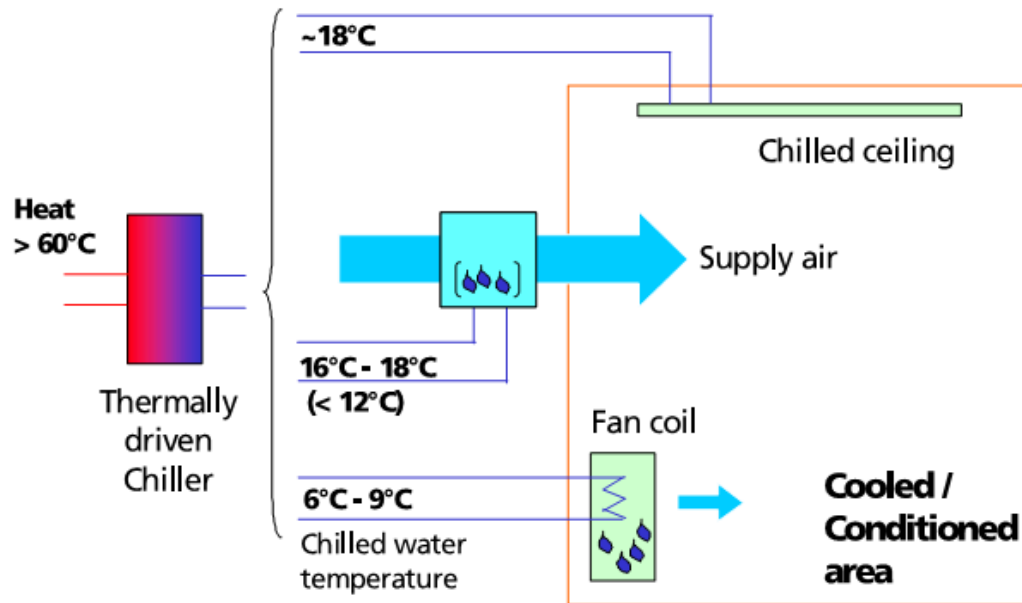 ~18°C
Chilled ceiling
Heat
> 60°C
Supply air
16°C - 18°C
(< 12°C)
Thermally
driven
Chiller
Fan coil
6°C - 9°C
Chilled water
temperature
Cooled /
Conditioned
area